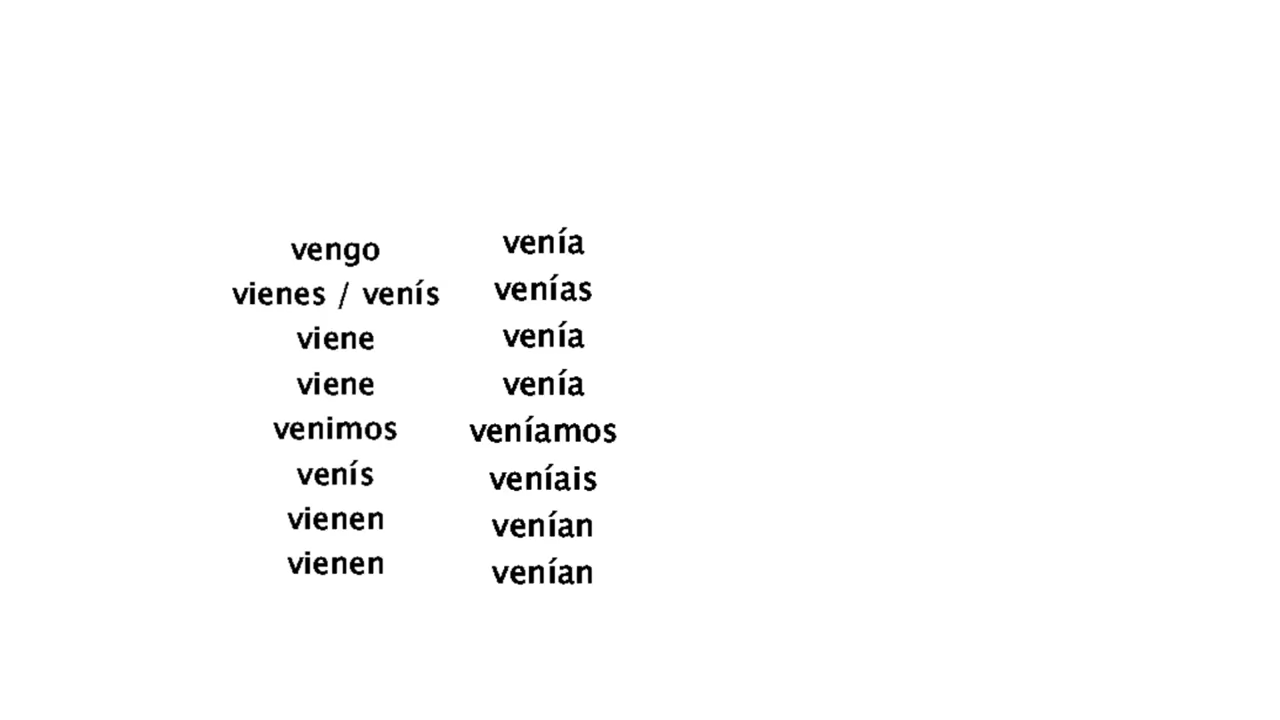 vengo
vienes / venís
viene
viene
venimos
venís
vienen
vienen
venía
venías
venía
venía
veníamos
veníais
venían
venían